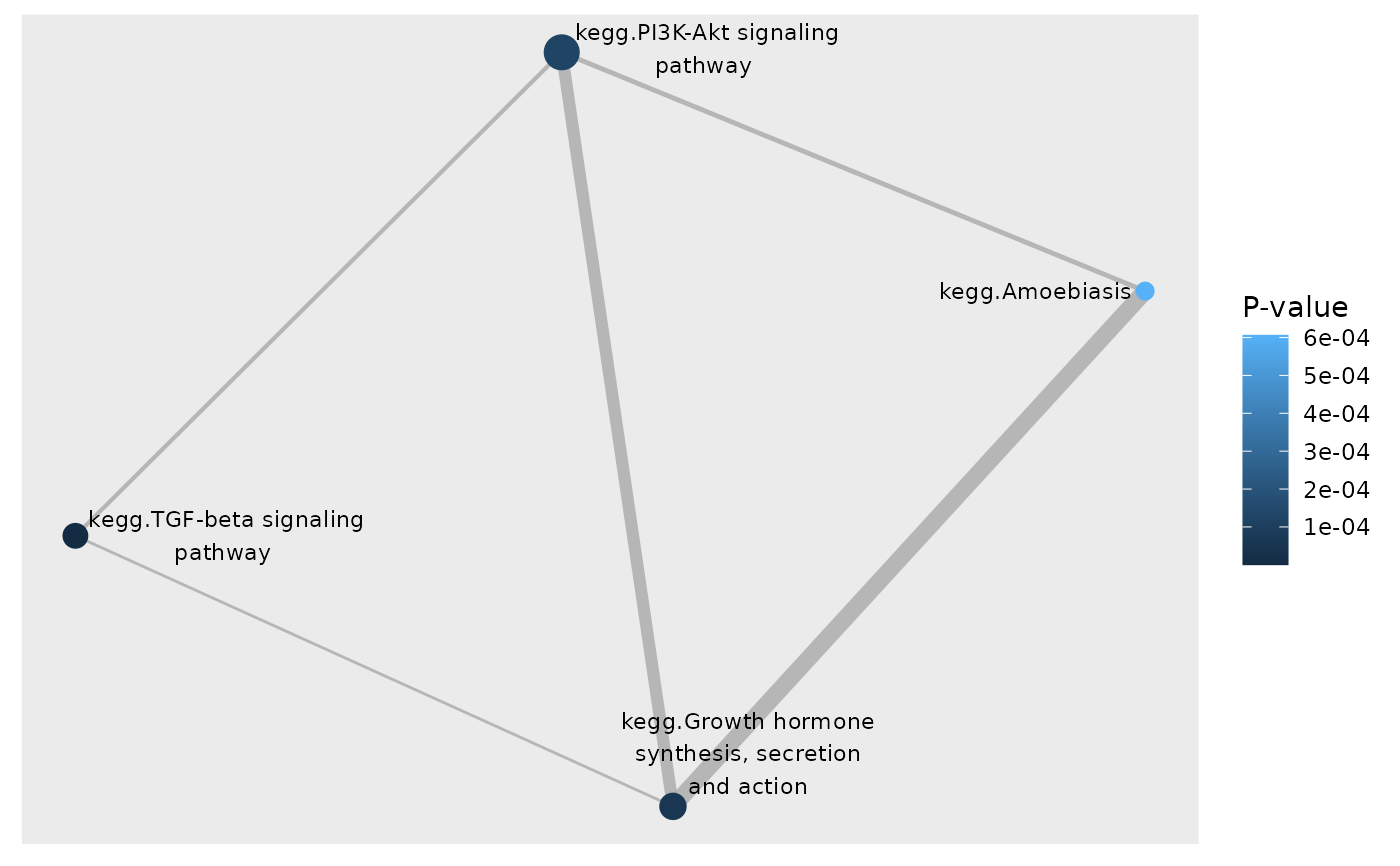 kegg.PI3K-Akt signaling
pathway
kegg.Amoebiasis
kegg.TGF-beta signaling
pathway
kegg.Growth hormone
synthesis, secretion
and action
P-value
6e-04
5e-04
4e-04
3e-04
2e-04
1e-04